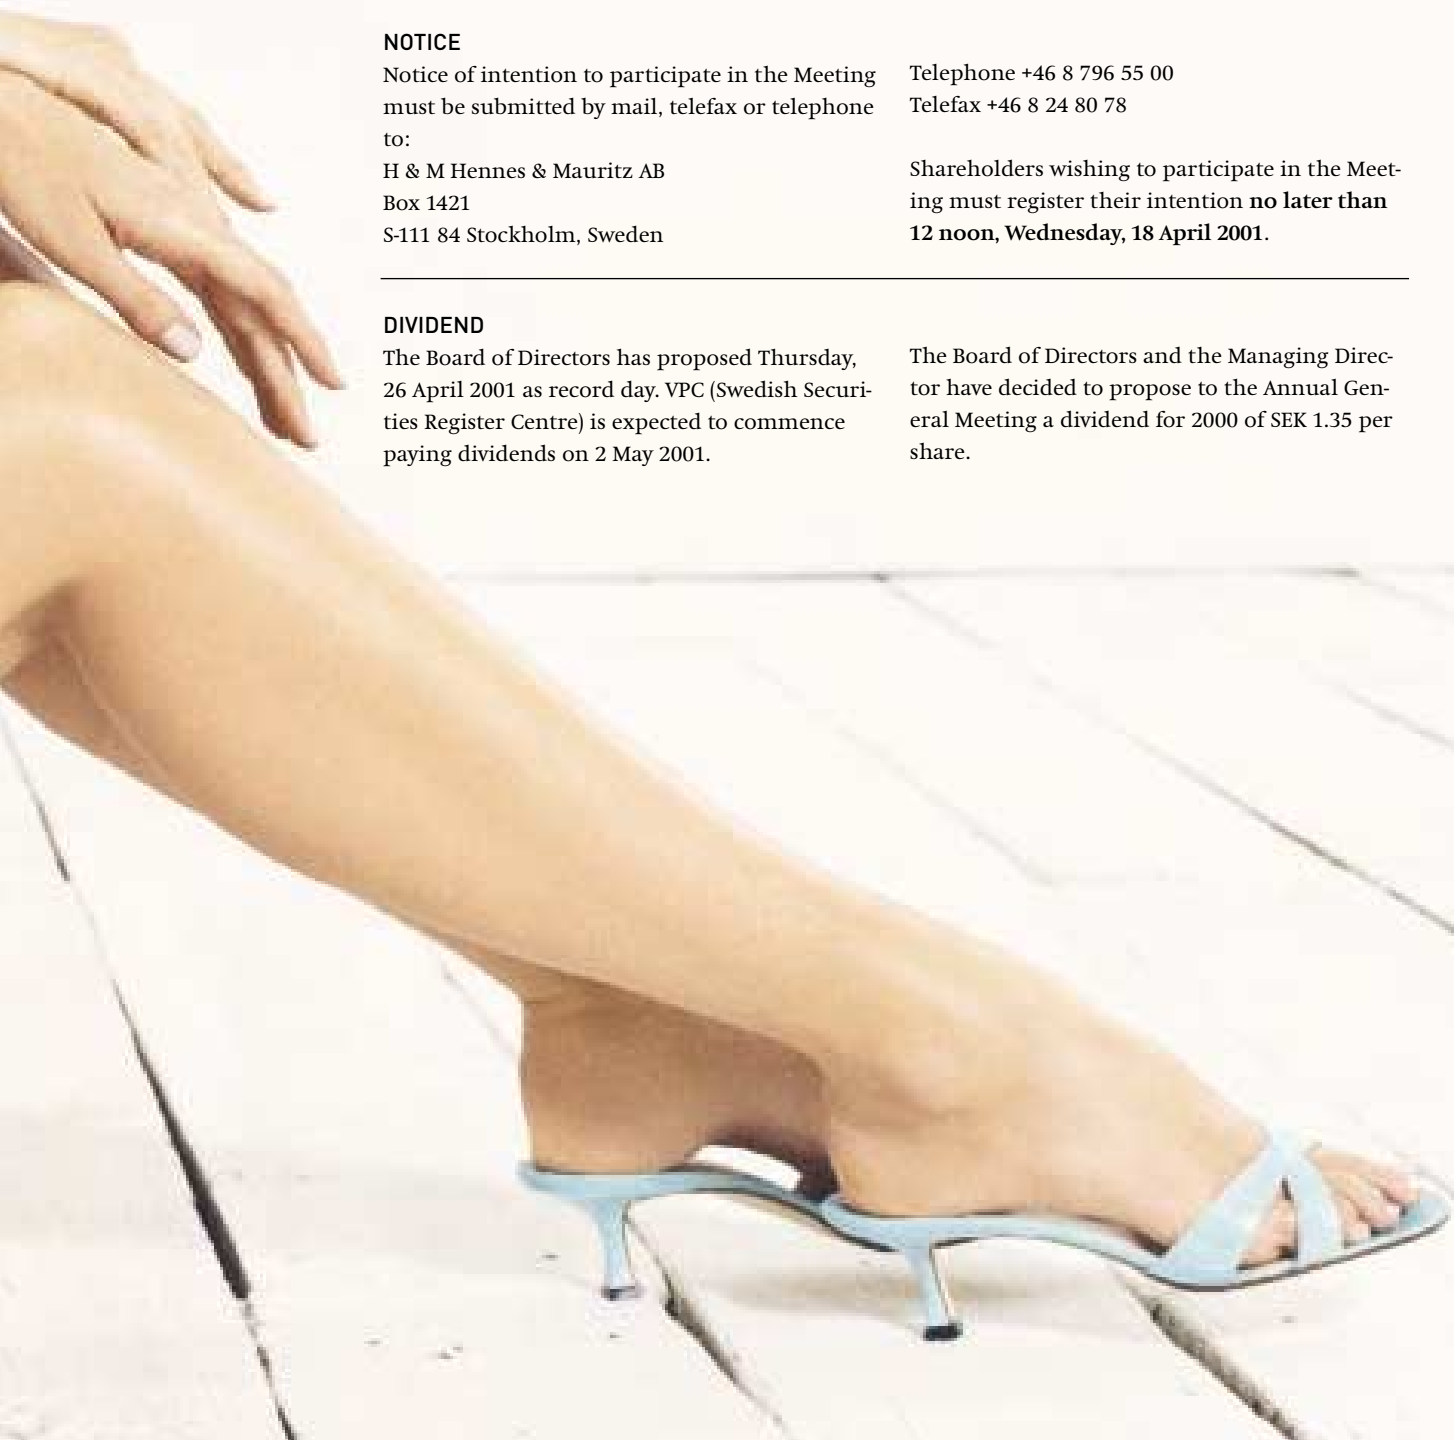 NOTICE
Notice of intention to participate in the Meeting
must be submitted by mail, telefax or telephone
to:
H & M Hennes & Mauritz AB
Box 1421
S-111 84 Stockholm, Sweden
Telephone +46 8 796 55 00
Telefax +46 8 24 80 78
Shareholders wishing to participate in the Meet-
ing must register their intention no later than
12 noon, Wednesday, 18 April 2001.
DIVIDEND
The Board of Directors has proposed Thursday,
26 April 2001 as record day. VPC (Swedish Securi-
ties Register Centre) is expected to commence
paying dividends on 2 May 2001.
The Board of Directors and the Managing Direc-
tor have decided to propose to the Annual Gen-
eral Meeting a dividend for 2000 of SEK 1.35 per
share.